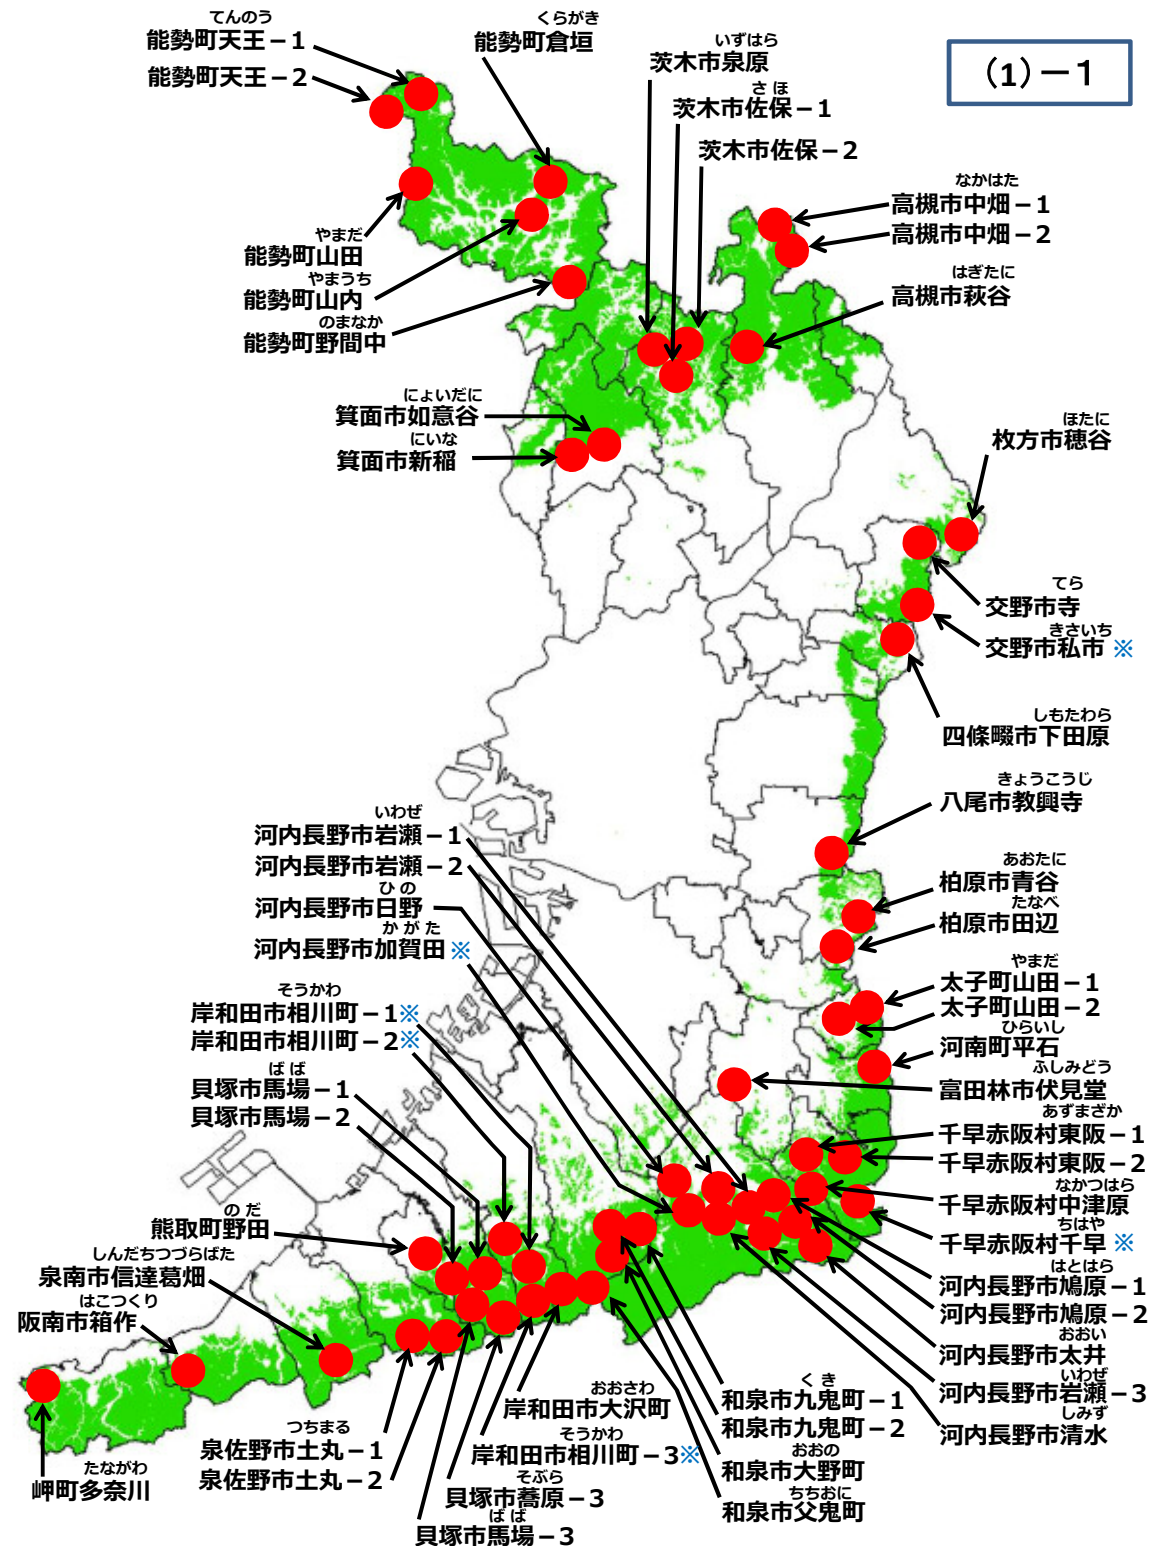 (1)－1
てんのう
能勢町天王－1
能勢町天王－2
くらがき
能勢町倉垣
いずはら
茨木市泉原
さほ
茨木市佐保－1
茨木市佐保－2
なかはた
高槻市中畑－1
高槻市中畑－2
はぎたに
高槻市萩谷
やまだ
能勢町山田
やまうち
能勢町山内
のまなか
能勢町野間中
にょいだに
箕面市如意谷
にいな
箕面市新稲
ほたに
枚方市穂谷
てら
交野市寺
きさいち
交野市私市 ※
しもたわら
四條畷市下田原
きょうこうじ
八尾市教興寺
あおたに
柏原市青谷
たなべ
柏原市田辺
やまだ
太子町山田－1
太子町山田－2
ひらいし
河南町平石
ふしみどう
富田林市伏見堂
あずまざか
千早赤阪村東阪－1
千早赤阪村東阪－2
なかつはら
千早赤阪村中津原
ちはや
千早赤阪村千早 ※
はとはら
河内長野市鳩原－1
河内長野市鳩原－2
おおい
河内長野市太井
いわぜ
河内長野市岩瀬－3
しみず
河内長野市清水
いわぜ
河内長野市岩瀬－1
河内長野市岩瀬－2
ひの
河内長野市日野
かがた
河内長野市加賀田 ※
そうかわ
岸和田市相川町－1※
岸和田市相川町－2※
ばば
貝塚市馬場－1
貝塚市馬場－2
のだ
熊取町野田
しんだちつづらばた
泉南市信達葛畑
はこつくり
阪南市箱作
たながわ
岬町多奈川
つちまる
泉佐野市土丸－1
泉佐野市土丸－2
おおさわ
岸和田市大沢町
そうかわ
岸和田市相川町－3※
そぶら
貝塚市蕎原－3
ばば
貝塚市馬場－3
くき
和泉市九鬼町－1
和泉市九鬼町－2
おおの
和泉市大野町
ちちおに
和泉市父鬼町